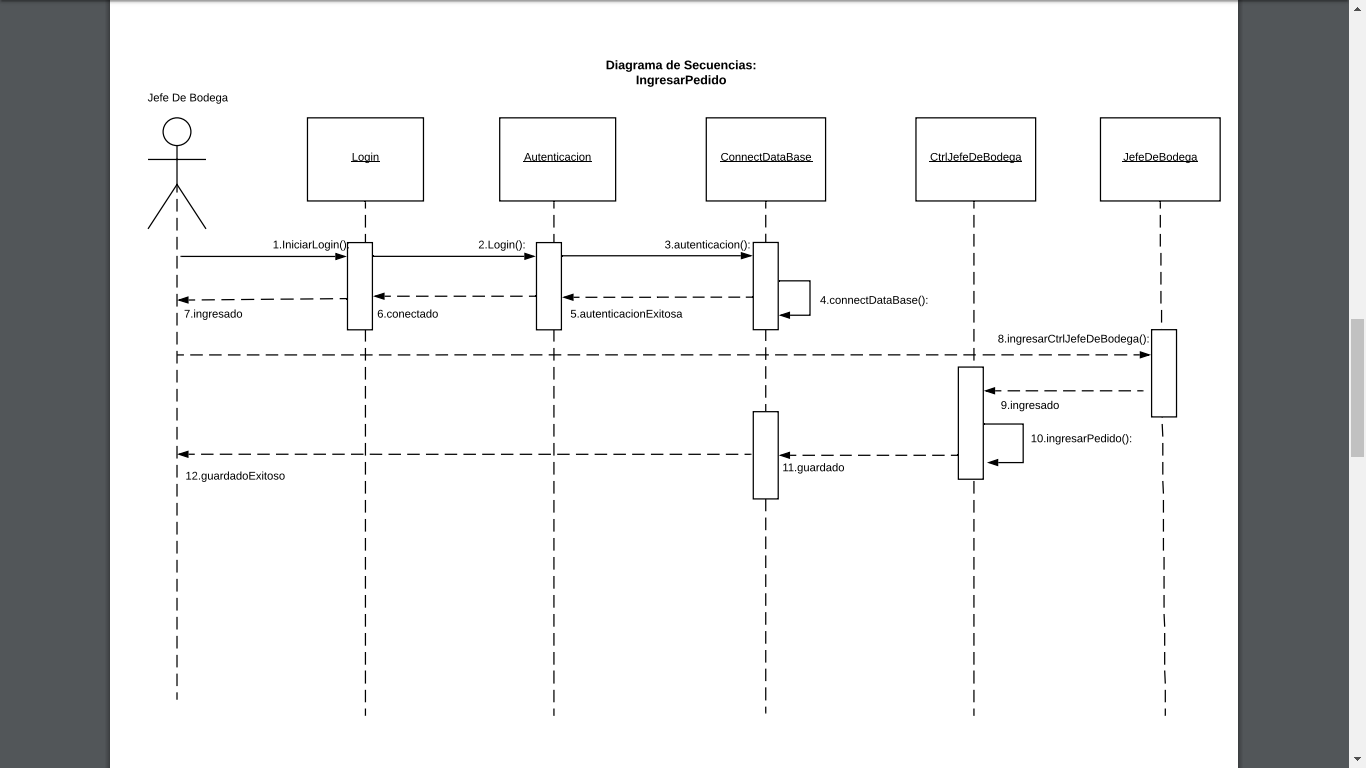 Diagrama de Secuencias:
IngresarPedido
Jefe De Bodega
Login
Autenticacion
ConnectDataBase
CtrlJefeDeBodega
JefeDeBodega
1.IniciarLogin():
2.Login():
3.autenticacion():
4.connectDataBase():
7.ingresado
6.conectado
5.autenticacionExitosa
8.ingresarCtrlJefeDeBodega():
9.ingresado
10.ingresarPedido():
11.guardado
12.guardadoExitoso